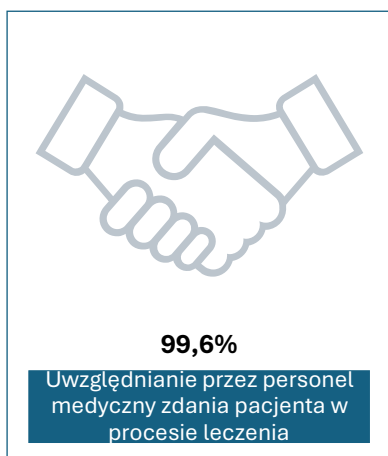 99,6%
Uwzględnianie przez personel
medyczny zdania pacjenta w
procesie leczenia